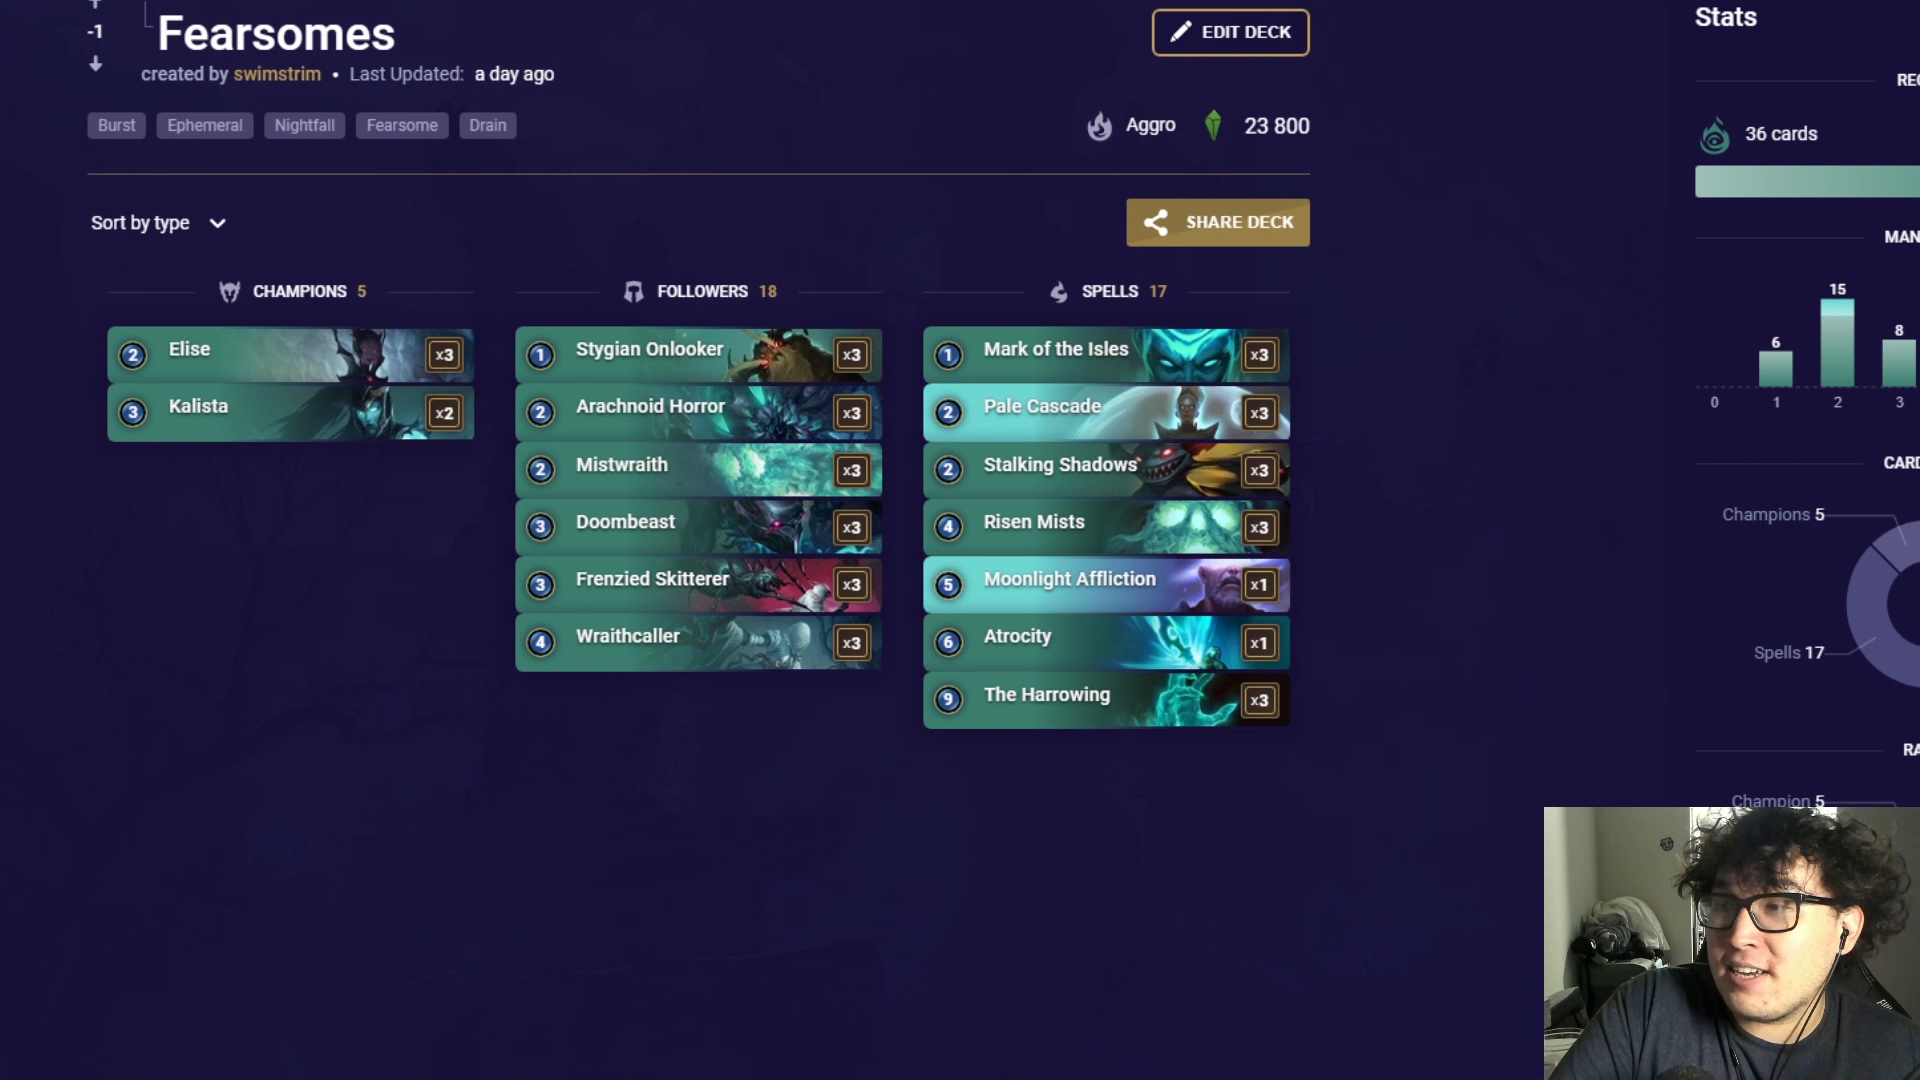 -1
Fearsomes
EDIT DECK
created by swimstrim • Last Updated: a day ago
Burst
Ephemeral
Nightfall
Fearsome
Drain
Aggro
23 800
Sort by type
SHARE DECK
CHAMPIONS 5
2 Elise x3
3 Kalista x2
FOLLOWERS 18
1 Stygian Onlooker x3
2 Arachnoid Horror x3
2 Mistwraith x3
3 Doombeast x3
3 Frenzied Skitterer x3
4 Wraithcaller x3
SPELLS 17
1 Mark of the Isles x3
2 Pale Cascade x3
2 Stalking Shadows x3
4 Risen Mists x3
5 Moonlight Affliction x1
6 Atrocity x1
9 The Harrowing x3
Stats
REG
36 cards
MAN
15
8
6
0 1 2 3
CARD
Champions 5
Spells 17
RA
Champion 5